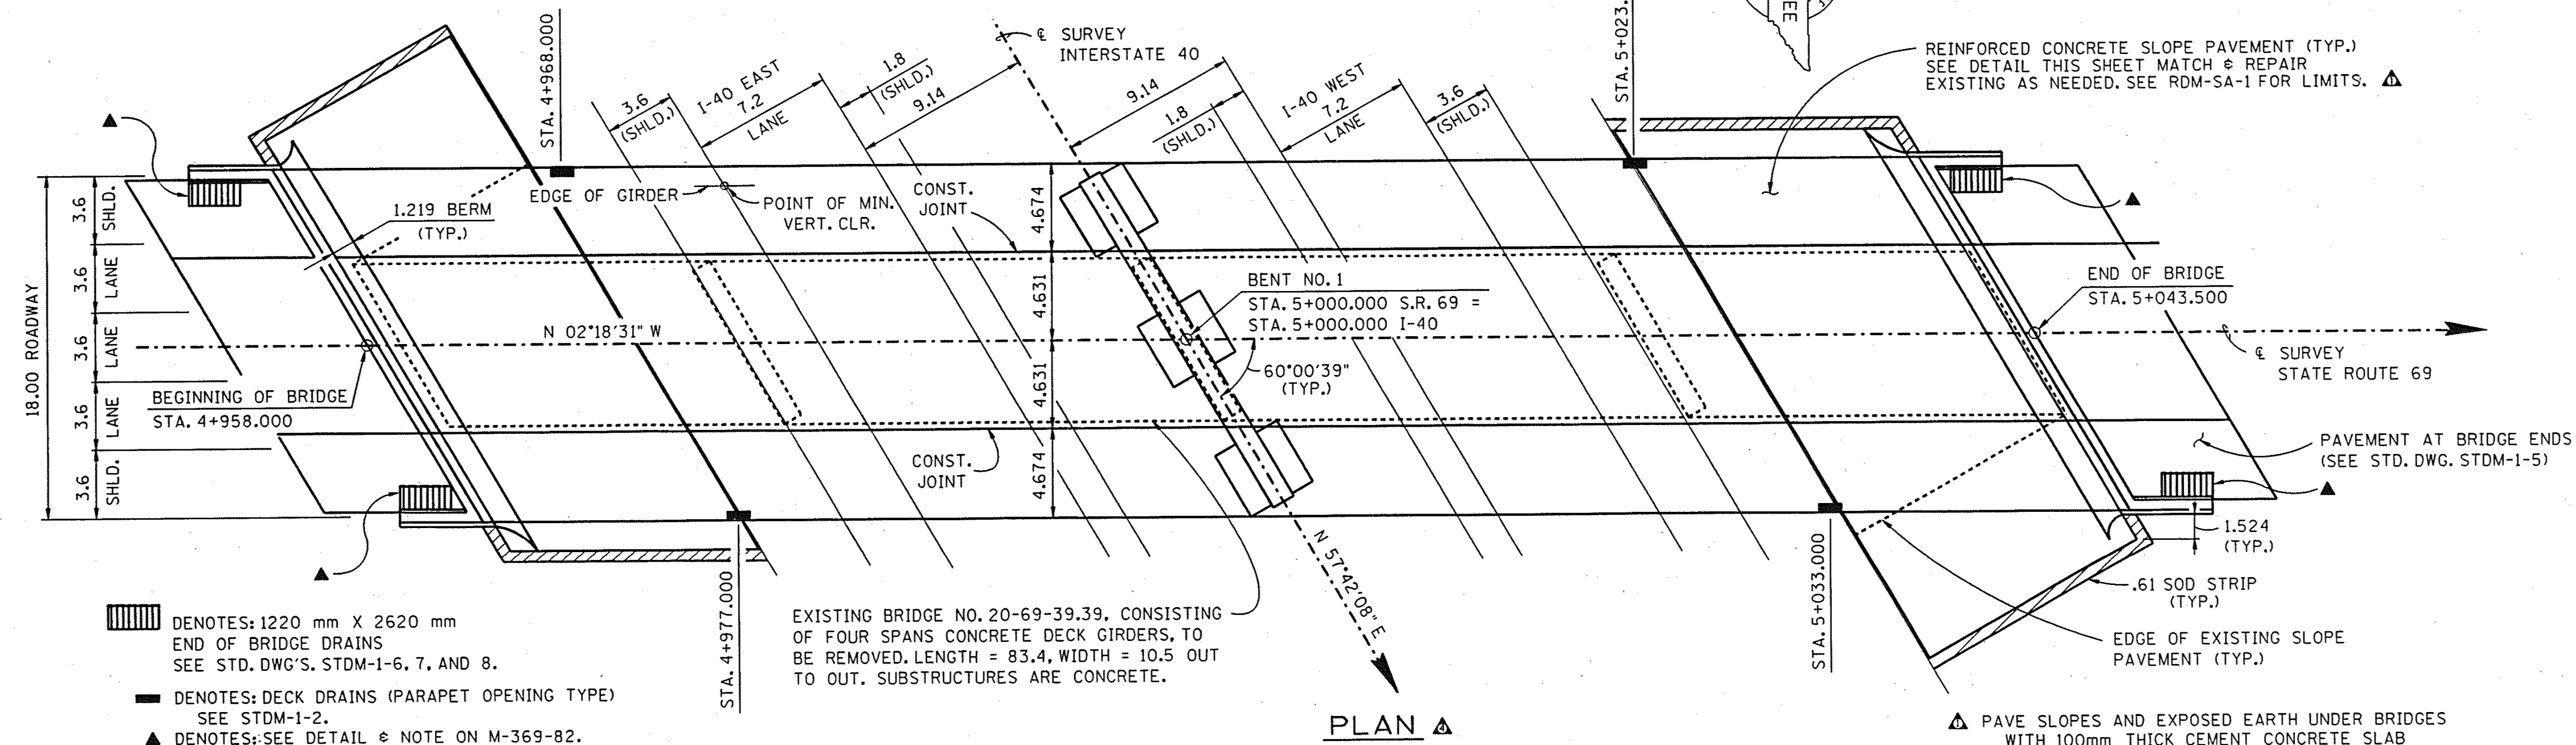 STA. 4+968.000
℄ SURVEY
INTERSTATE 40
STA. 5+023.
EE
REINFORCED CONCRETE SLOPE PAVEMENT (TYP.)
SEE DETAIL THIS SHEET MATCH & REPAIR
EXISTING AS NEEDED. SEE RDM-SA-1 FOR LIMITS.
3.6
(SHLD.)
I-40 EAST
7.2
LANE
1.8
(SHLD.)
9.14
9.14
1.8
(SHLD.)
I-40 WEST
7.2
LANE
3.6
(SHLD.)
EDGE OF GIRDER
POINT OF MIN.
VERT. CLR.
CONST.
JOINT
4.674
1.219 BERM
(TYP.)
18.00 ROADWAY
3.6
SHLD.
3.6
LANE
3.6
LANE
3.6
LANE
3.6
SHLD.
4.631
BENT NO. 1
STA. 5+000.000 S.R. 69 =
STA. 5+000.000 I-40
END OF BRIDGE
STA. 5+043.500
N 02°18'31" W
℄ SURVEY
STATE ROUTE 69
BEGINNING OF BRIDGE
STA. 4+958.000
4.631
60°00'39"
(TYP.)
CONST.
JOINT
4.674
PAVEMENT AT BRIDGE ENDS
(SEE STD. DWG. STDM-1-5)
1.524
(TYP.)
N 57°42'08" E
STA. 4+977.000
STA. 5+033.000
.61 SOD STRIP
(TYP.)
EDGE OF EXISTING SLOPE
PAVEMENT (TYP.)
DENOTES: 1220 mm X 2620 mm
END OF BRIDGE DRAINS
SEE STD. DWG'S. STDM-1-6, 7, AND 8.
DENOTES: DECK DRAINS (PARAPET OPENING TYPE)
SEE STDM-1-2.
DENOTES: SEE DETAIL & NOTE ON M-369-82.
EXISTING BRIDGE NO. 20-69-39.39, CONSISTING
OF FOUR SPANS CONCRETE DECK GIRDERS, TO
BE REMOVED. LENGTH = 83.4, WIDTH = 10.5 OUT
TO OUT. SUBSTRUCTURES ARE CONCRETE.
PLAN
PAVE SLOPES AND EXPOSED EARTH UNDER BRIDGES
WITH 100mm THICK CEMENT CONCRETE SLAB